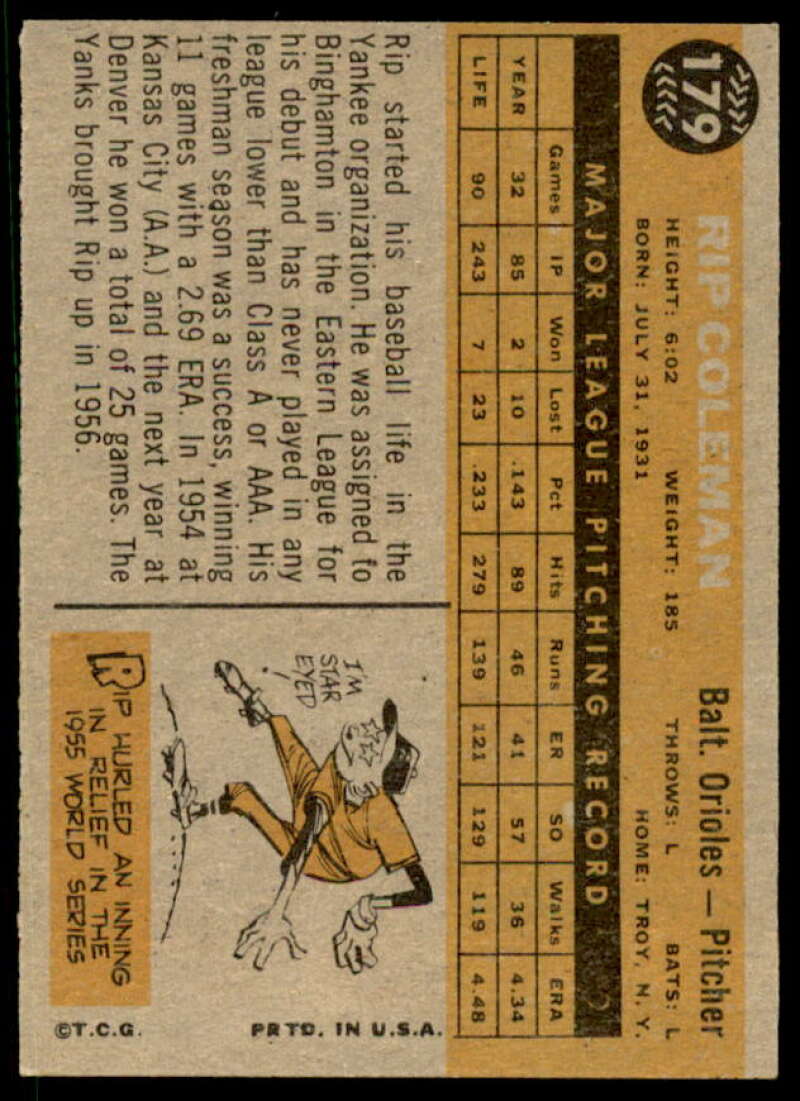 179
RIP COLEMAN
Balt. Orioles — Pitcher
HEIGHT: 6:02 WEIGHT: 185 THROWS: L BATS: L
BORN: JULY 31, 1931 HOME: TROY, N. Y.
MAJOR LEAGUE PITCHING RECORD
Games IP Won Lost Pct Hits Runs ER SO Walks ERA
YEAR 32 85 2 10 .143 89 46 41 57 36 4.34
LIFE 90 243 7 23 .233 279 139 121 129 119 4.48
Rip started his baseball life in the
Yankee organization. He was assigned to
Binghamton in the Eastern League for
his debut and has never played in any
league lower than Class A or AAA. His
freshman season was a success, winning
11 games with a 2.69 ERA. In 1954 at
Kansas City (A.A.) and the next year at
Denver he won a total of 25 games. The
Yanks brought Rip up in 1956.
I'M
STAR
EYED!
RIP HURLED AN INNING
IN RELIEF IN THE
1955 WORLD SERIES
©T.C.G. PRTD. IN U.S.A.